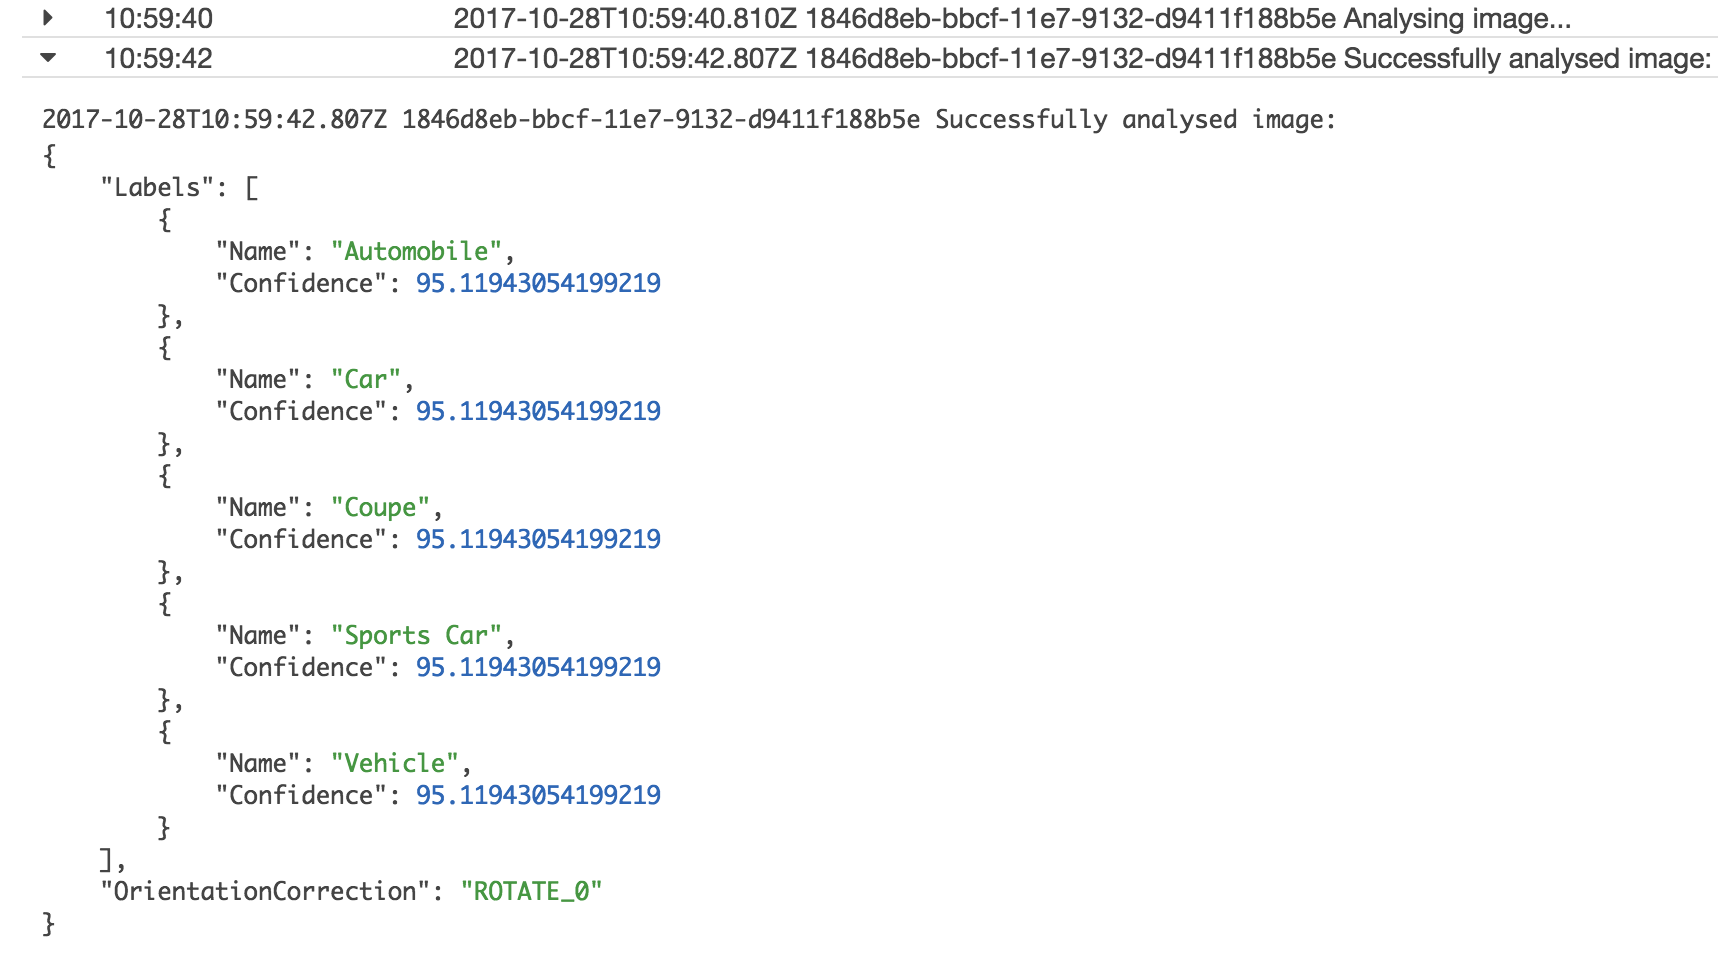 10:59:40 2017-10-28T10:59:40.810Z 1846d8eb-bbcf-11e7-9132-d9411f188b5e Analysing image...
10:59:42 2017-10-28T10:59:42.807Z 1846d8eb-bbcf-11e7-9132-d9411f188b5e Successfully analysed image:
2017-10-28T10:59:42.807Z 1846d8eb-bbcf-11e7-9132-d9411f188b5e Successfully analysed image:
{
    "Labels": [
        {
            "Name": "Automobile",
            "Confidence": 95.11943054199219
        },
        {
            "Name": "Car",
            "Confidence": 95.11943054199219
        },
        {
            "Name": "Coupe",
            "Confidence": 95.11943054199219
        },
        {
            "Name": "Sports Car",
            "Confidence": 95.11943054199219
        },
        {
            "Name": "Vehicle",
            "Confidence": 95.11943054199219
        }
    ],
    "OrientationCorrection": "ROTATE_0"
}